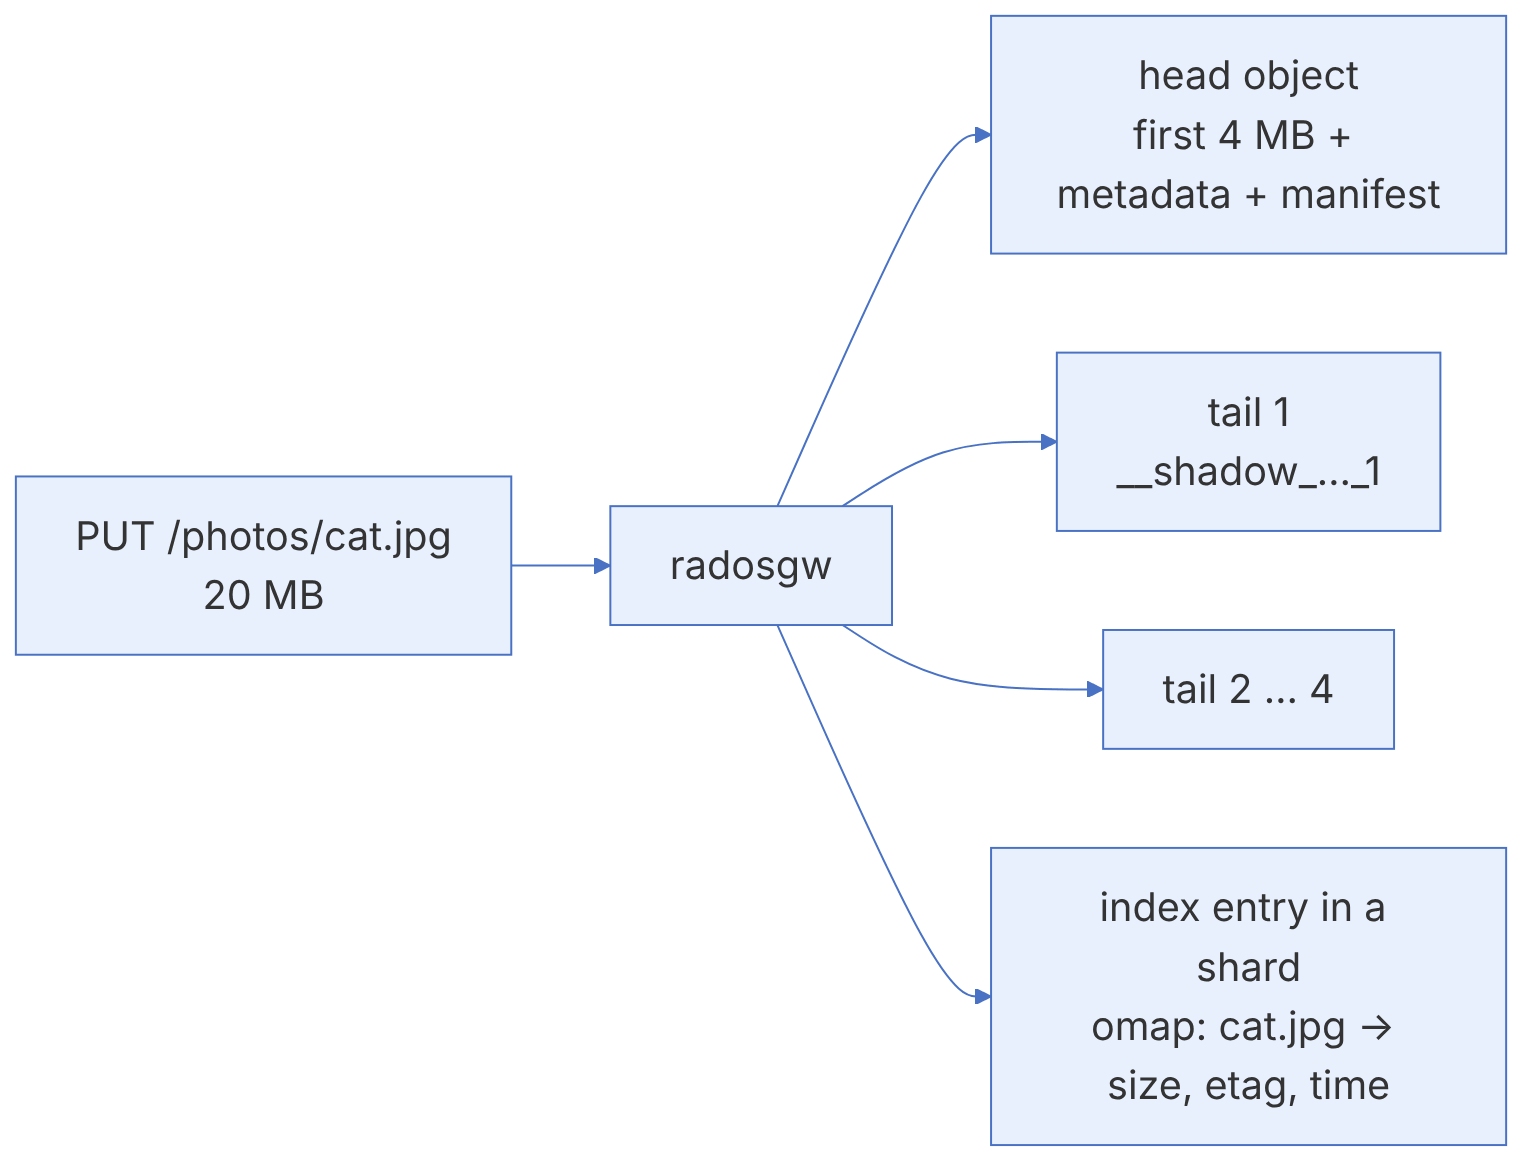 PUT /photos/cat.jpg
20 MB
radosgw
head object
first 4 MB +
metadata + manifest
tail 1
__shadow_..._1
tail 2 ... 4
index entry in a
shard
omap: cat.jpg →
size, etag, time